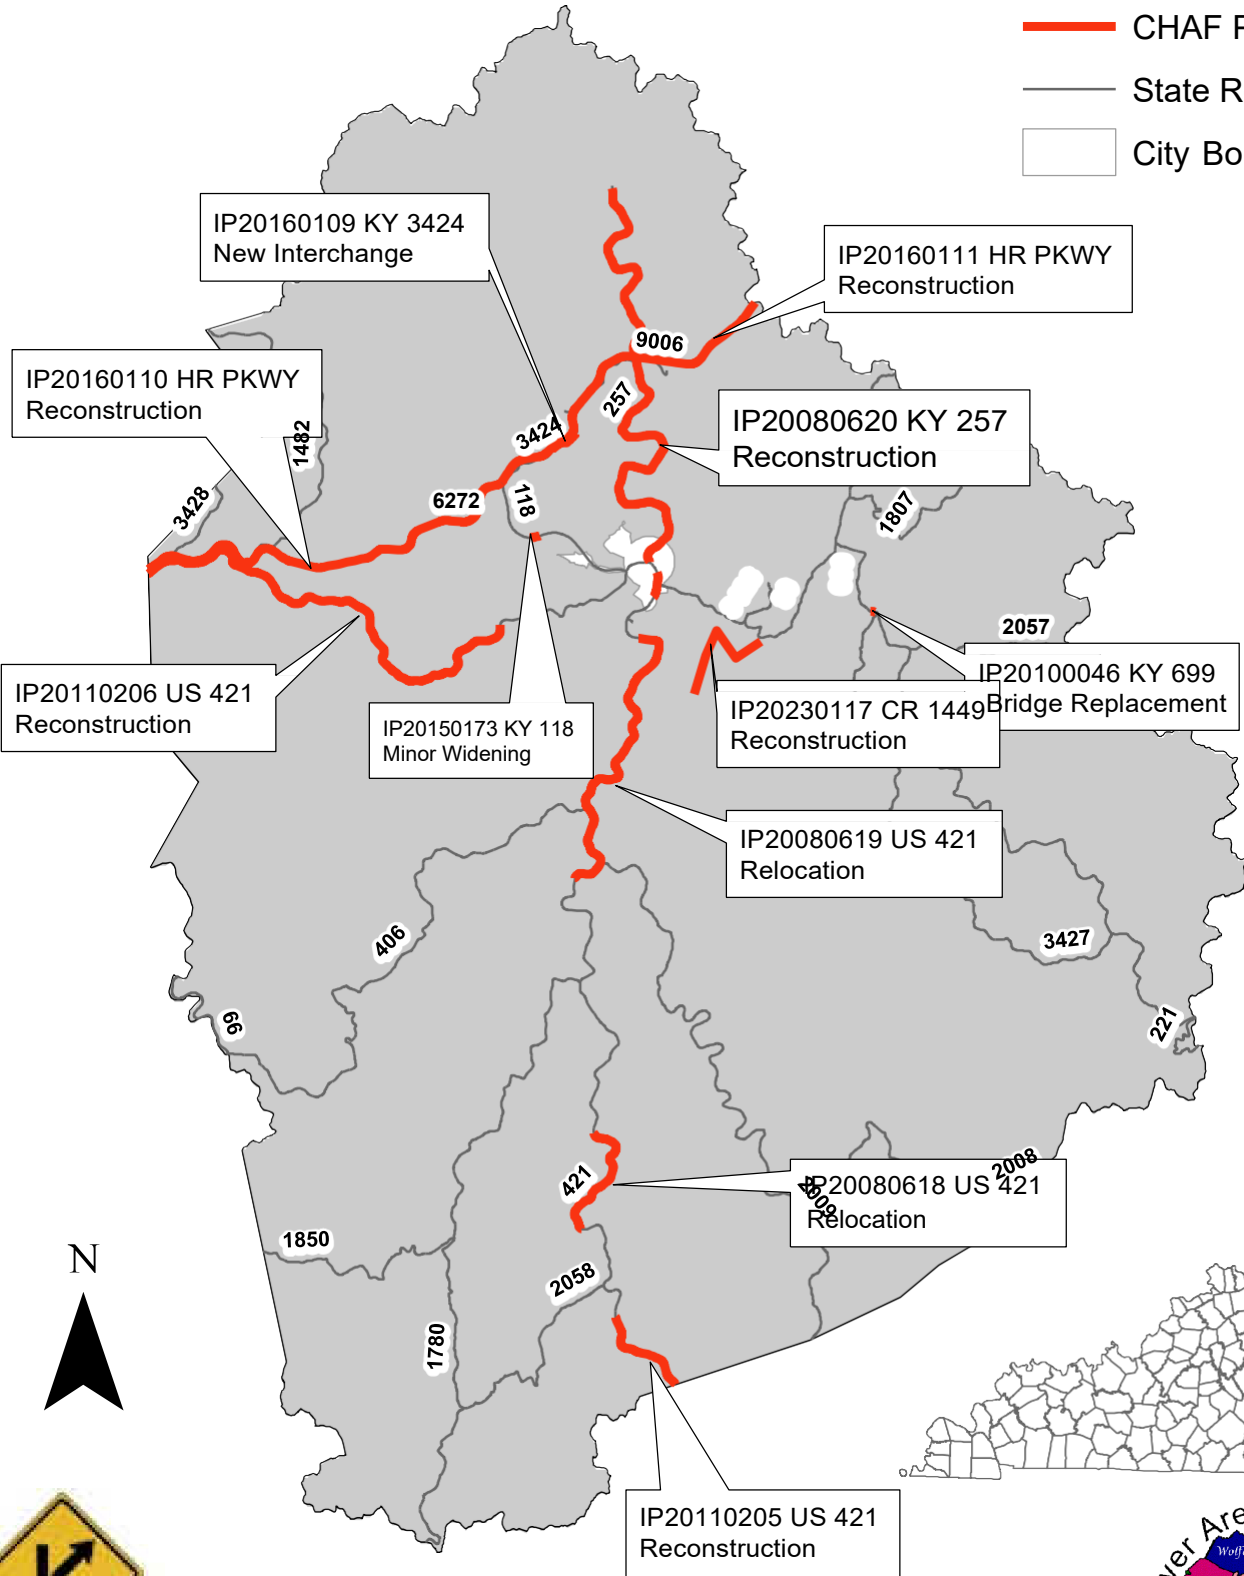 CHAF
State
City
IP20160109 KY 3424
New Interchange
IP20160111 HR PKWY
Reconstruction
9006
IP20160110 HR PKWY
Reconstruction
257
IP20080620 KY 257
Reconstruction
3424
1482
3428
6272
118
1807
2057
IP20110206 US 421
Reconstruction
IP20150173 KY 118
Minor Widening
IP20100046 KY 699
Bridge Replacement
IP20230117 CR 1449
Reconstruction
IP20080619 US 421
Relocation
406
3427
66
221
421
IP20080618 US 421
Relocation
2008
2009
1850
2058
1780
N
IP20110205 US 421
Reconstruction